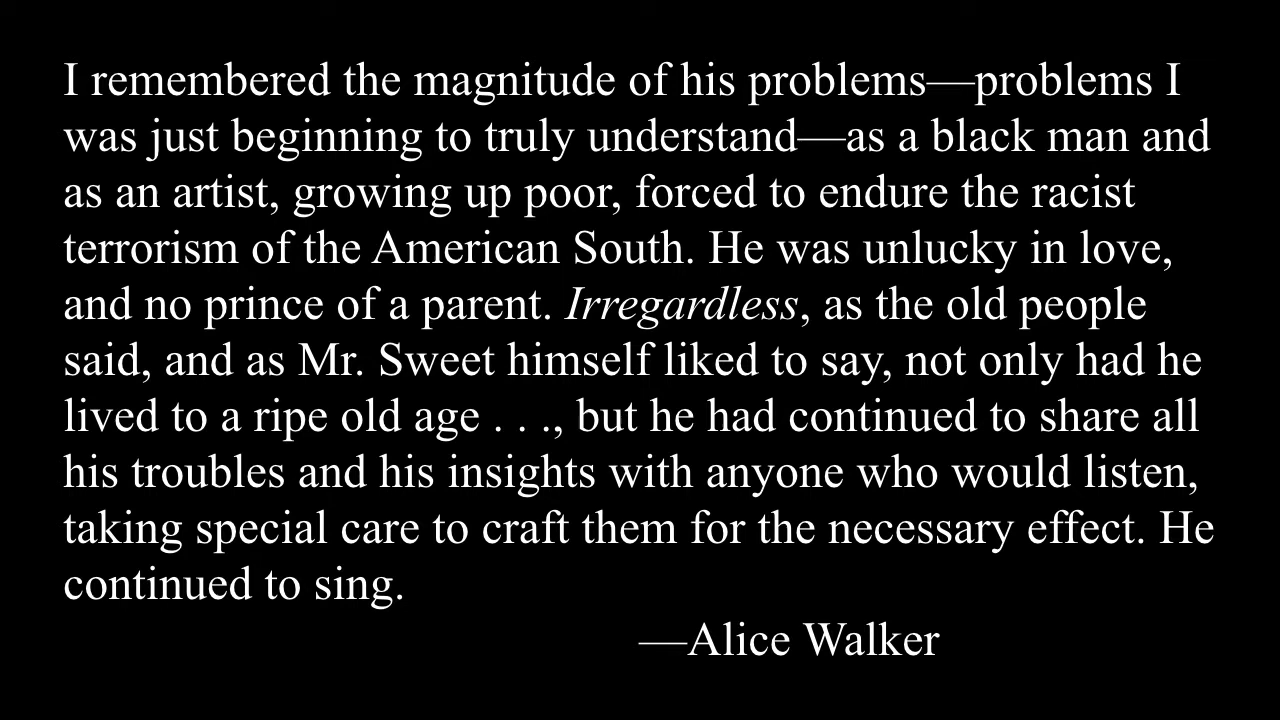 I remembered the magnitude of his problems—problems I
was just beginning to truly understand—as a black man and
as an artist, growing up poor, forced to endure the racist
terrorism of the American South. He was unlucky in love,
and no prince of a parent. Irregardless, as the old people
said, and as Mr. Sweet himself liked to say, not only had he
lived to a ripe old age . . ., but he had continued to share all
his troubles and his insights with anyone who would listen,
taking special care to craft them for the necessary effect. He
continued to sing.
—Alice Walker